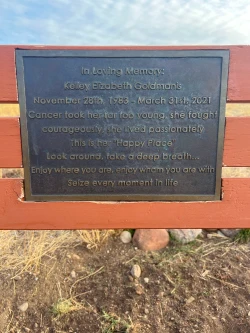 In Loving Memory:
Kelley Elizabeth Goldmans
November 28th, 1983 - March 31st, 2021
Cancer took her far too young, she fought
courageously she lived passionately
This is her "Happy Place"
Look around, take a deep breath...
Enjoy where you are, enjoy whom you are with
Seize every moment in life